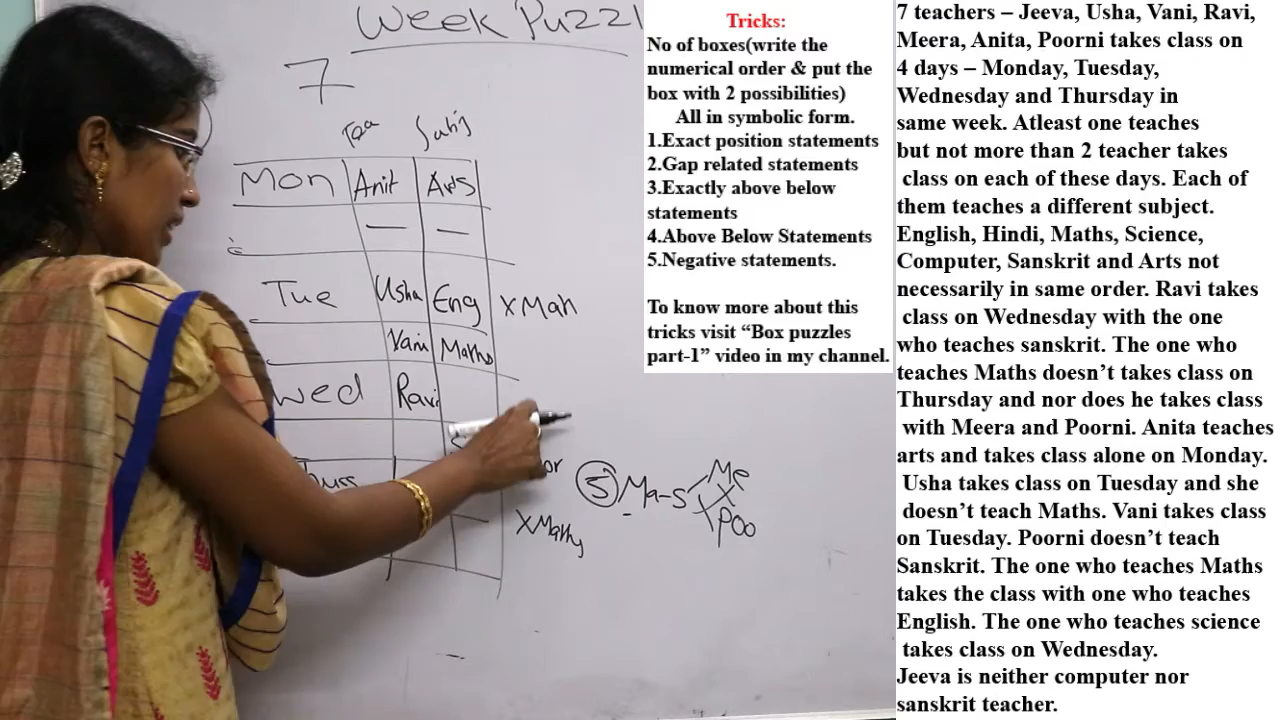 Week Puzzl
7
Tea Subj
Mon Anit Arts
— —
Tue Usha Eng X Mah
Vani Maths
Wed Ravi
or
5 Ma-S Me
Poo
X Maths
Tricks:
No of boxes(write the
numerical order & put the
box with 2 possibilities)
All in symbolic form.
1.Exact position statements
2.Gap related statements
3.Exactly above below
statements
4.Above Below Statements
5.Negative statements.
To know more about this
tricks visit “Box puzzles
part-1” video in my channel.
7 teachers – Jeeva, Usha, Vani, Ravi,
Meera, Anita, Poorni takes class on
4 days – Monday, Tuesday,
Wednesday and Thursday in
same week. Atleast one teaches
but not more than 2 teacher takes
class on each of these days. Each of
them teaches a different subject.
English, Hindi, Maths, Science,
Computer, Sanskrit and Arts not
necessarily in same order. Ravi takes
class on Wednesday with the one
who teaches sanskrit. The one who
teaches Maths doesn’t takes class on
Thursday and nor does he takes class
with Meera and Poorni. Anita teaches
arts and takes class alone on Monday.
Usha takes class on Tuesday and she
doesn’t teach Maths. Vani takes class
on Tuesday. Poorni doesn’t teach
Sanskrit. The one who teaches Maths
takes the class with one who teaches
English. The one who teaches science
takes class on Wednesday.
Jeeva is neither computer nor
sanskrit teacher.